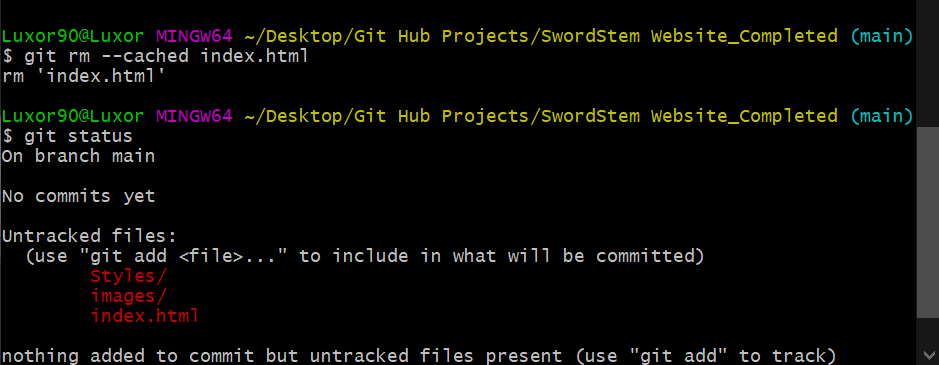 Luxor90@Luxor MINGW64 ~/Desktop/Git Hub Projects/SwordStem Website_Completed (main)
$ git rm --cached index.html
rm 'index.html'
Luxor90@Luxor MINGW64 ~/Desktop/Git Hub Projects/SwordStem Website_Completed (main)
$ git status
On branch main
No commits yet
Untracked files:
(use "git add <file>..." to include in what will be committed)
Styles/
images/
index.html
nothing added to commit but untracked files present (use "git add" to track)